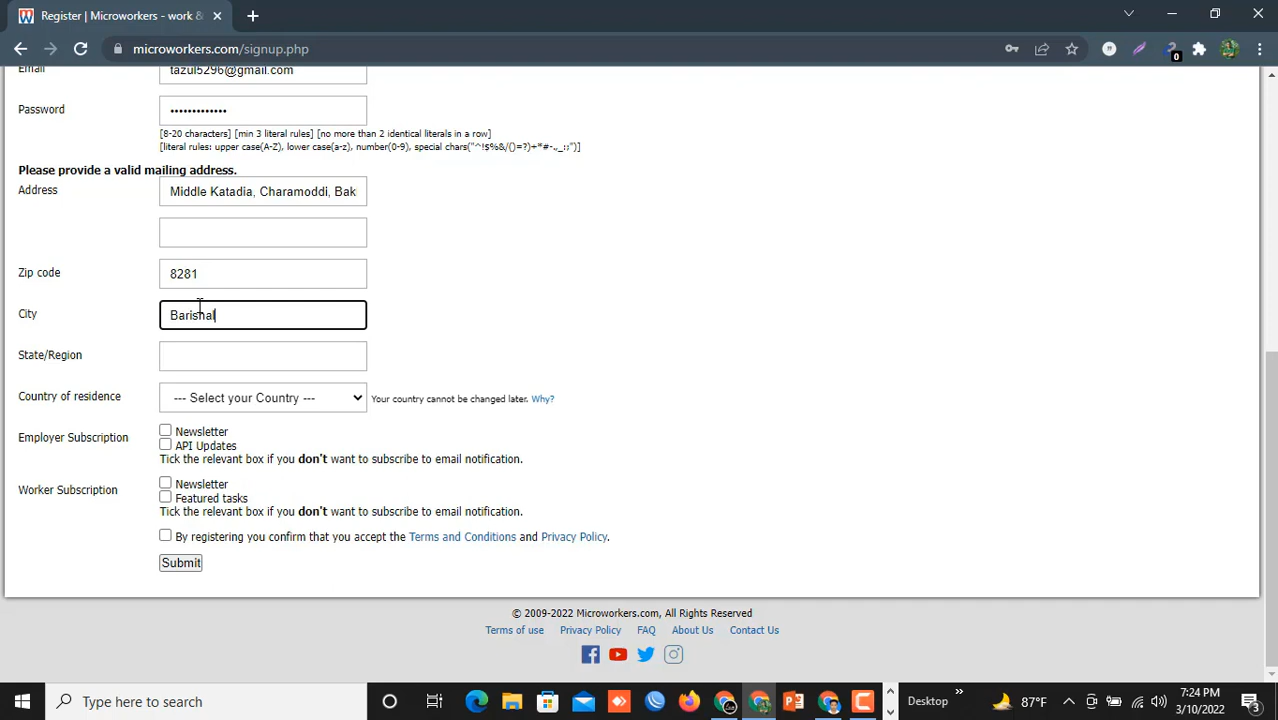 Register | Microworkers - work &
microworkers.com/signup.php
0
Email
tazul5296@gmail.com
Password
•••••••••••••
[8-20 characters] [min 3 literal rules] [no more than 2 identical literals in a row]
[literal rules: upper case(A-Z), lower case(a-z), number(0-9), special chars("^!$%&/()=?)+*#-.,_:;")]
Please provide a valid mailing address.
Address
Middle Katadia, Charamoddi, Bak
Zip code
8281
City
Barishal
State/Region
Country of residence
--- Select your Country ---
Your country cannot be changed later. Why?
Employer Subscription
Newsletter
API Updates
Tick the relevant box if you don't want to subscribe to email notification.
Worker Subscription
Newsletter
Featured tasks
Tick the relevant box if you don't want to subscribe to email notification.
By registering you confirm that you accept the Terms and Conditions and Privacy Policy.
Submit
© 2009-2022 Microworkers.com, All Rights Reserved
Terms of use Privacy Policy FAQ About Us Contact Us
Type here to search
Desktop
87°F
7:24 PM
3/10/2022
3